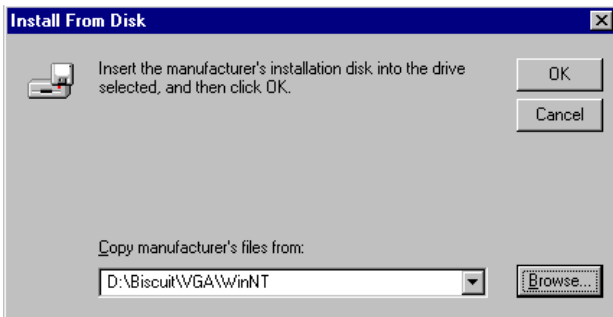 Install From Disk
Insert the manufacturer's installation disk into the drive
selected, and then click OK.
OK
Cancel
Copy manufacturer's files from:
D:\Biscuit\VGA\WinNT
Browse...